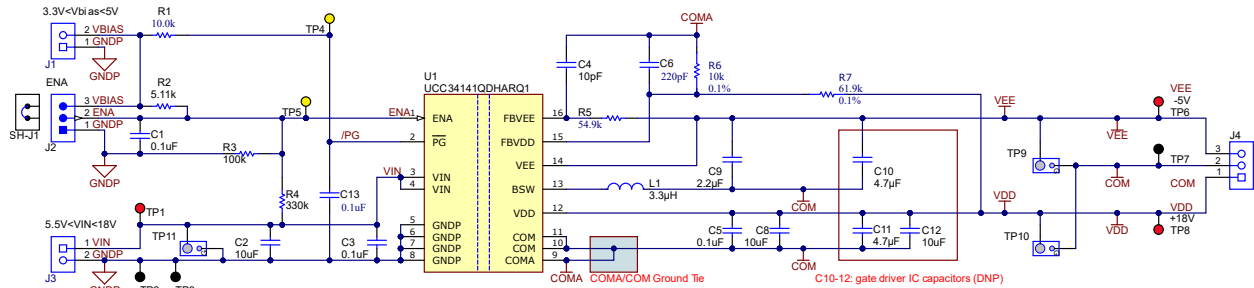 3.3V<Vbias<5V
R1
10.0k
2 VBIAS
1 GNDP
J1
GNDP
TP4
ENA
R2
5.11k
3 VBIAS
2 ENA
1 GNDP
SH-J1
J2
GNDP
C1
0.1uF
R3
100k
TP5
R4
330k
/PG
VIN
C13
0.1uF
5.5V<VIN<18V
TP1
1 VIN
2 GNDP
J3
GNDP
TP11
C2
10uF
C3
0.1uF
U1
UCC34141QDHARQ1
ENA 1 ENA
2 PG
3 VIN
4 VIN
5 GNDP
6 GNDP
7 GNDP
8 GNDP
FBVEE 16
FBVDD 15
VEE 14
BSW 13
VDD 12
COM 11
COM 10
COMA 9
COMA
C4
10pF
C6
220pF
R6
10k
0.1%
R5
54.9k
R7
61.9k
0.1%
L1
3.3µH
C9
2.2µF
COM
C10
4.7µF
C5
0.1uF
C8
10uF
C11
4.7µF
C12
10uF
COM
COMA
COMA/COM Ground Tie
C10-12: gate driver IC capacitors (DNP)
VEE
VDD
TP9
TP10
VEE
VDD
VEE
-5V
TP6
TP7
COM
COM
VDD
+18V
TP8
J4
3
2
1